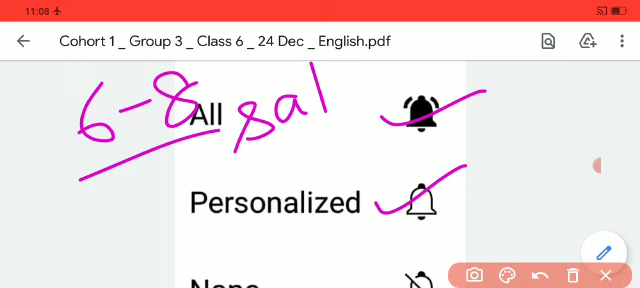 11:08
Cohort 1 _ Group 3 _ Class 6 _ 24 Dec _ English.pdf
6-8 sal
All
Personalized
None